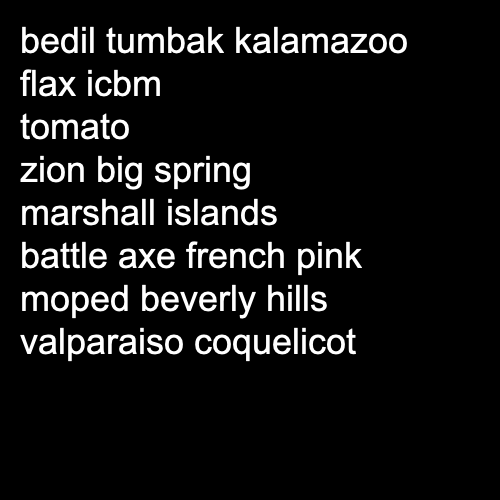 bedil tumbak kalamazoo
flax icbm
tomato
zion big spring
marshall islands
battle axe french pink
moped beverly hills
valparaiso coquelicot